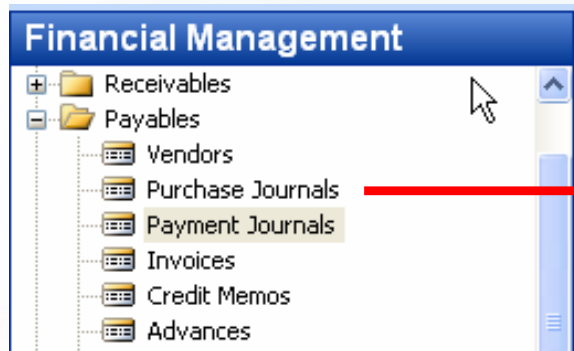 Financial Management
Receivables
Payables
Vendors
Purchase Journals
Payment Journals
Invoices
Credit Memos
Advances